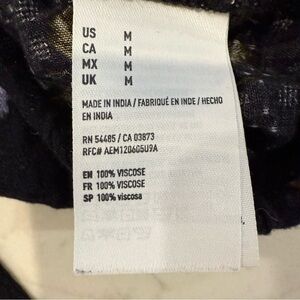 US M
CA M
MX M
UK M
MADE IN INDIA / FABRIQUÉ EN INDE / HECHO
EN INDIA
RN 54485 / CA 03873
RFC# AEM120605U9A
EN 100% VISCOSE
FR 100% VISCOSE
SP 100% viscosa